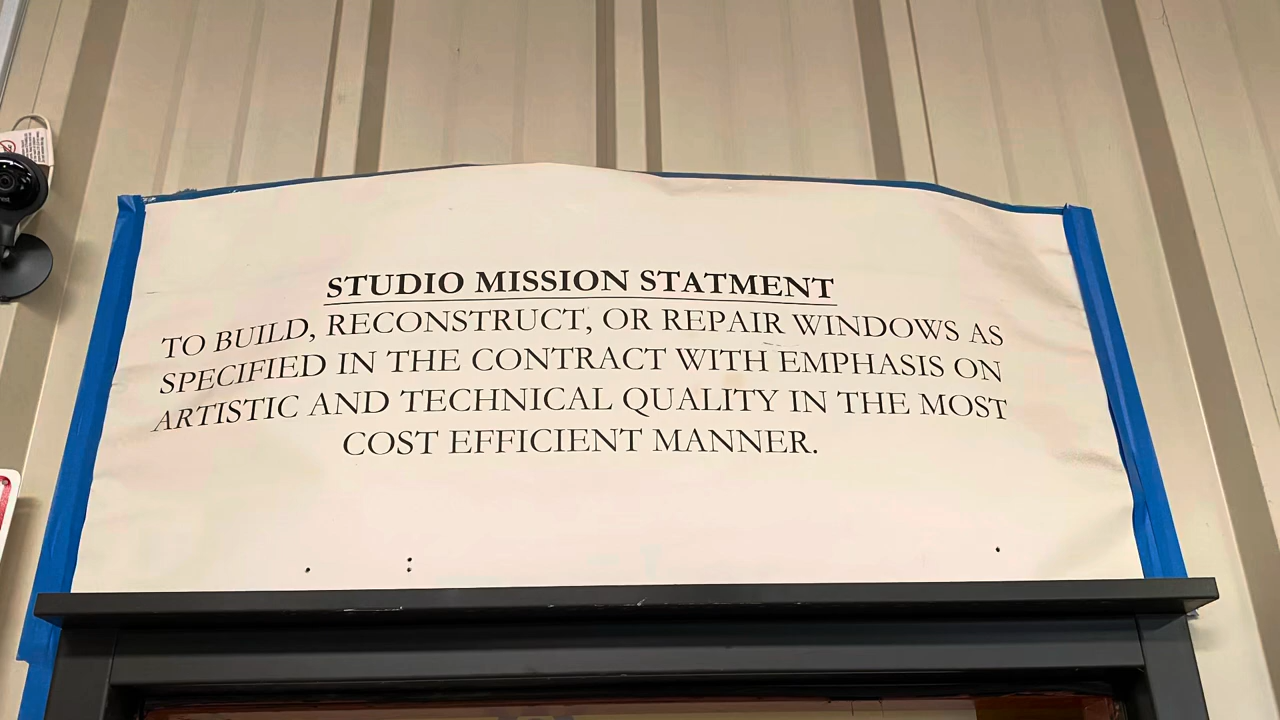 STUDIO MISSION STATMENT
TO BUILD, RECONSTRUCT, OR REPAIR WINDOWS AS
SPECIFIED IN THE CONTRACT WITH EMPHASIS ON
ARTISTIC AND TECHNICAL QUALITY IN THE MOST
COST EFFICIENT MANNER.